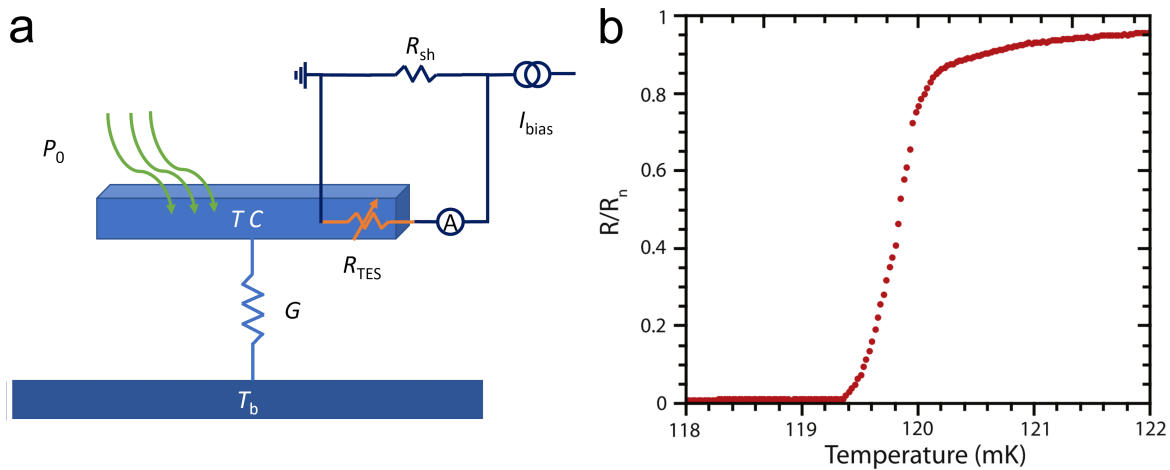 a
P0
Rsh
Ibias
T C
A
RTES
G
Tb
b
R/Rn
1
0.8
0.6
0.4
0.2
0
118
119
120
121
122
Temperature (mK)